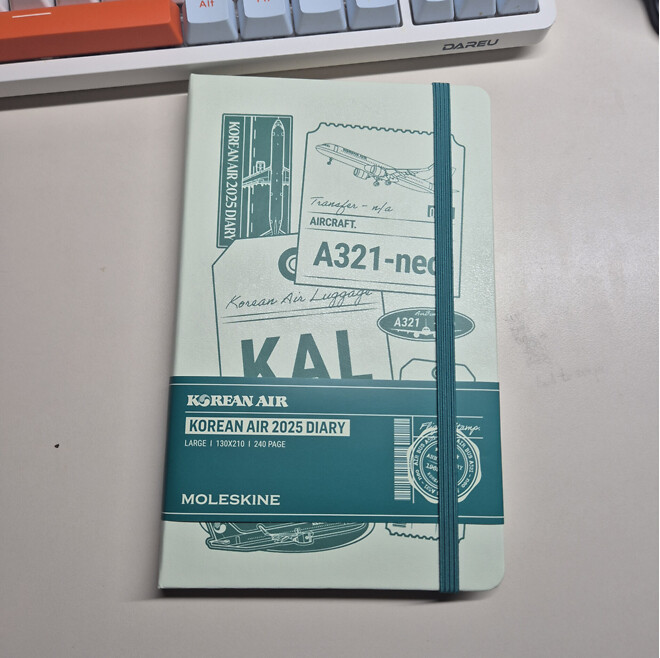 Alt
DAREU
KOREAN AIR 2025 DIARY
Transfer - n/a
AIRCRAFT.
A321-neo
Korean Air Luggage
A321
KAL
KOREAN AIR
KOREAN AIR 2025 DIARY
LARGE | 130X210 | 240 PAGE
MOLESKINE